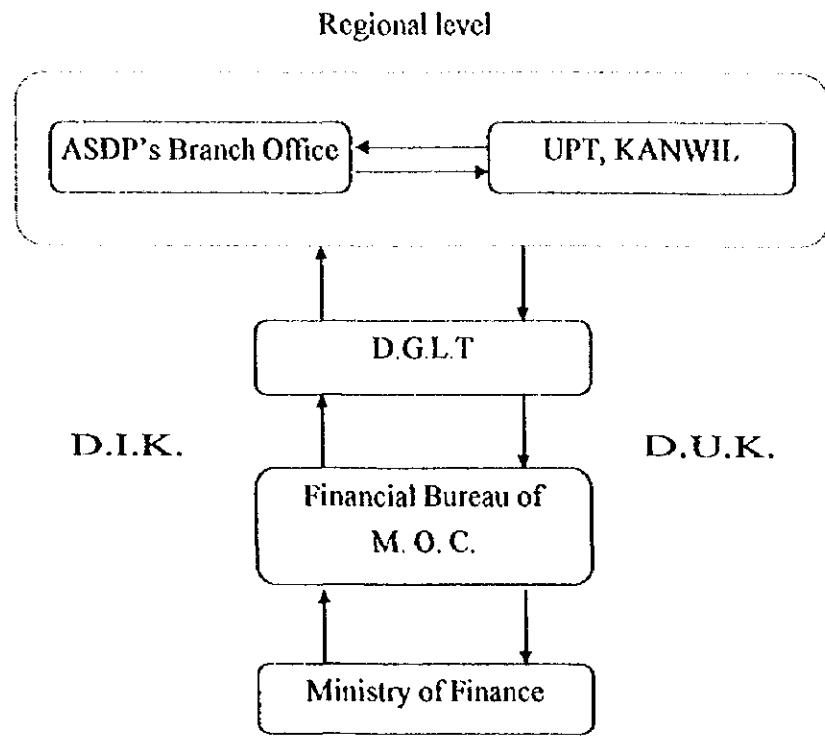 Regional level
ASDP's Branch Office
UPT, KANWIL
D.G.L.T
D.I.K.
D.U.K.
Financial Bureau of
M. O. C.
Ministry of Finance